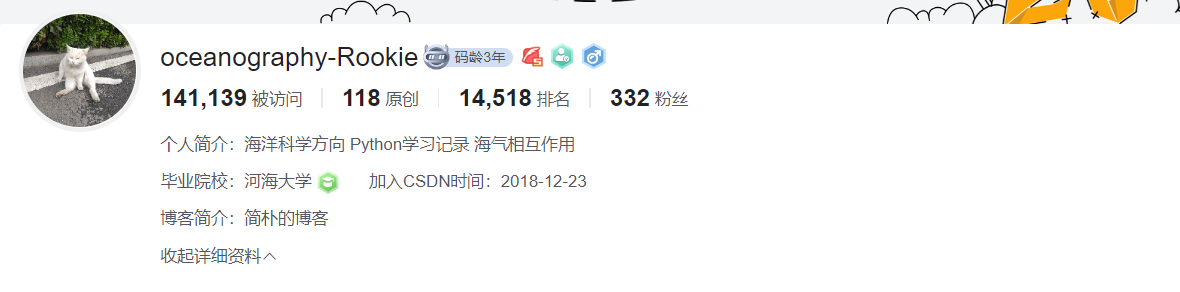 oceanography-Rookie 码龄3年
141,139 被访问 118 原创 14,518 排名 332 粉丝
个人简介：海洋科学方向 Python学习记录 海气相互作用
毕业院校：河海大学 加入CSDN时间：2018-12-23
博客简介：简朴的博客
收起详细资料